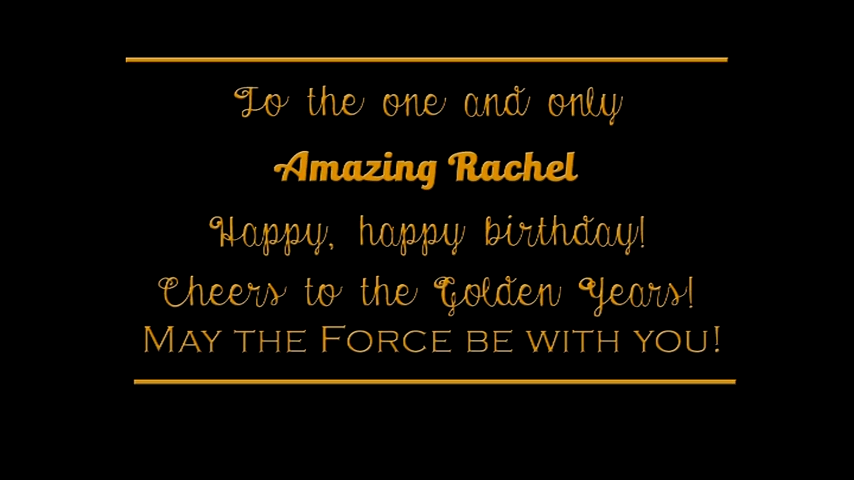 To the one and only
Amazing Rachel
Happy, happy birthday!
Cheers to the Golden Years!
MAY THE FORCE BE WITH YOU!